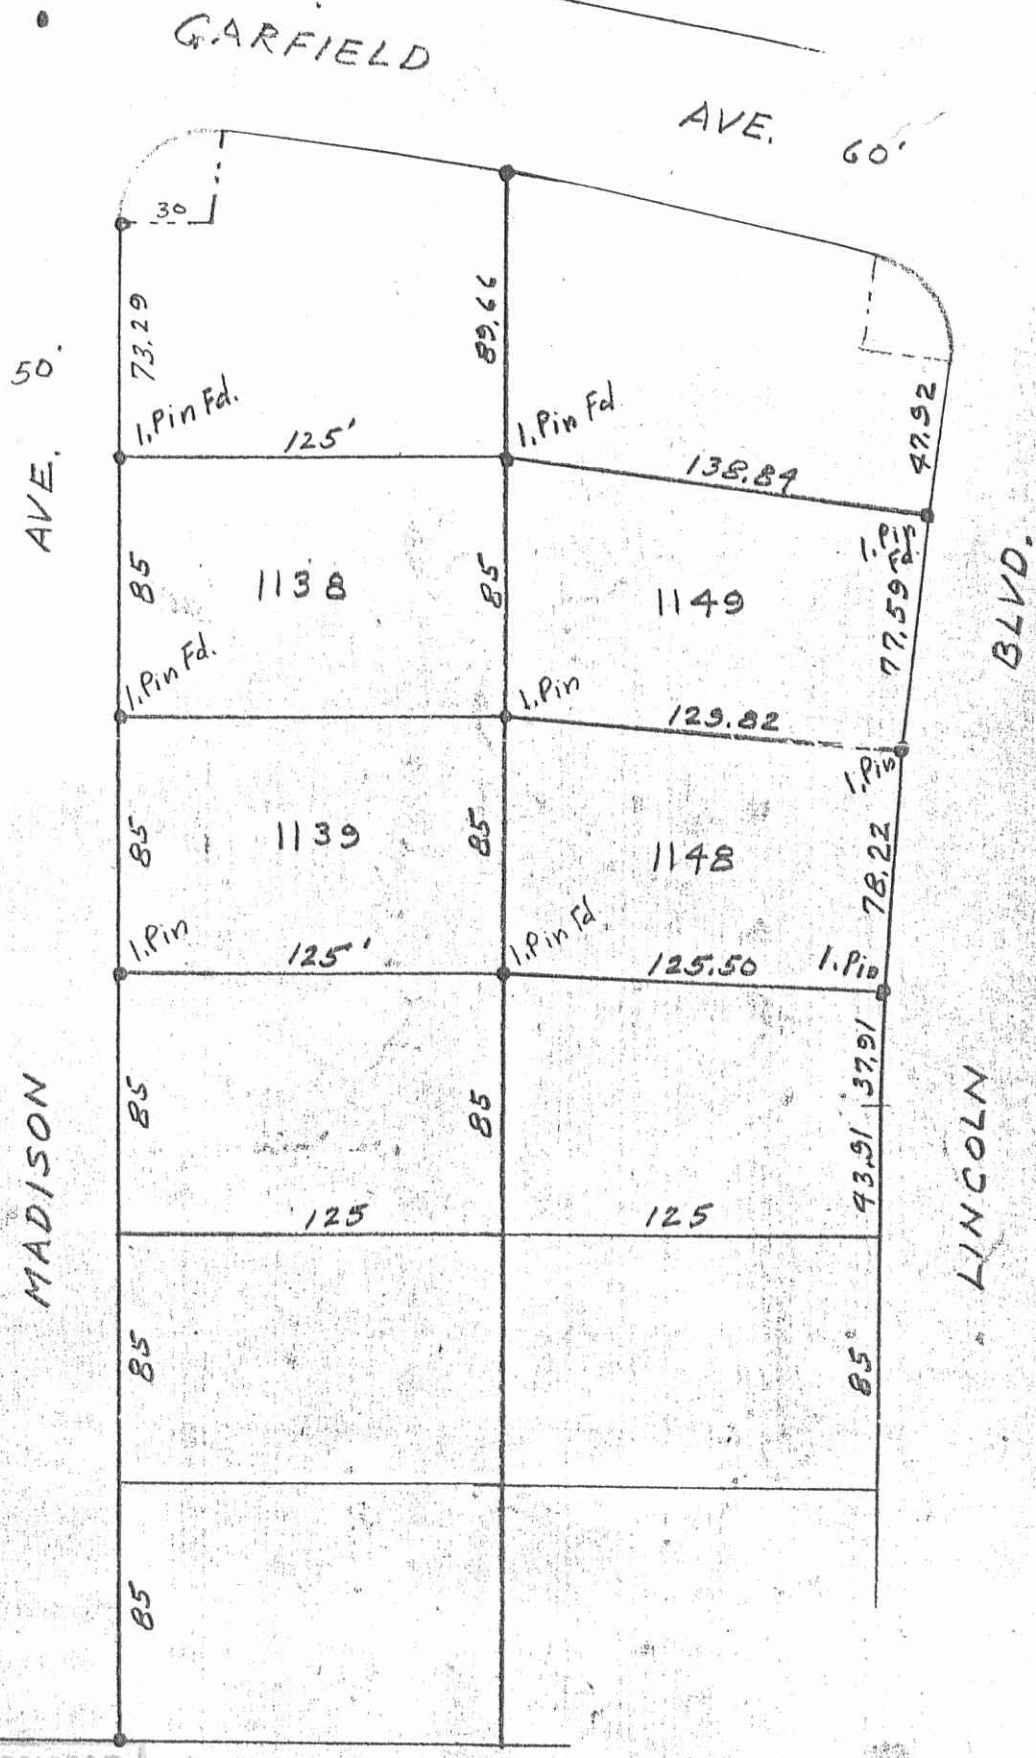 GARFIELD
AVE. 60'
30
73.29
89.66
50'
1.Pin Fd.
125'
1.Pin Fd
138.84
47.92
AVE.
1.Pin Fd.
85
1138
85
1149
77.59
BLVD.
1.Pin Fd.
1.Pin
129.82
1.Pin
85
1139
85
1148
78.22
1.Pin
125'
1.Pin Fd.
125.50
1.Pin
37.91
MADISON
85
85
43.91
LINCOLN
125
125
85
85'
85